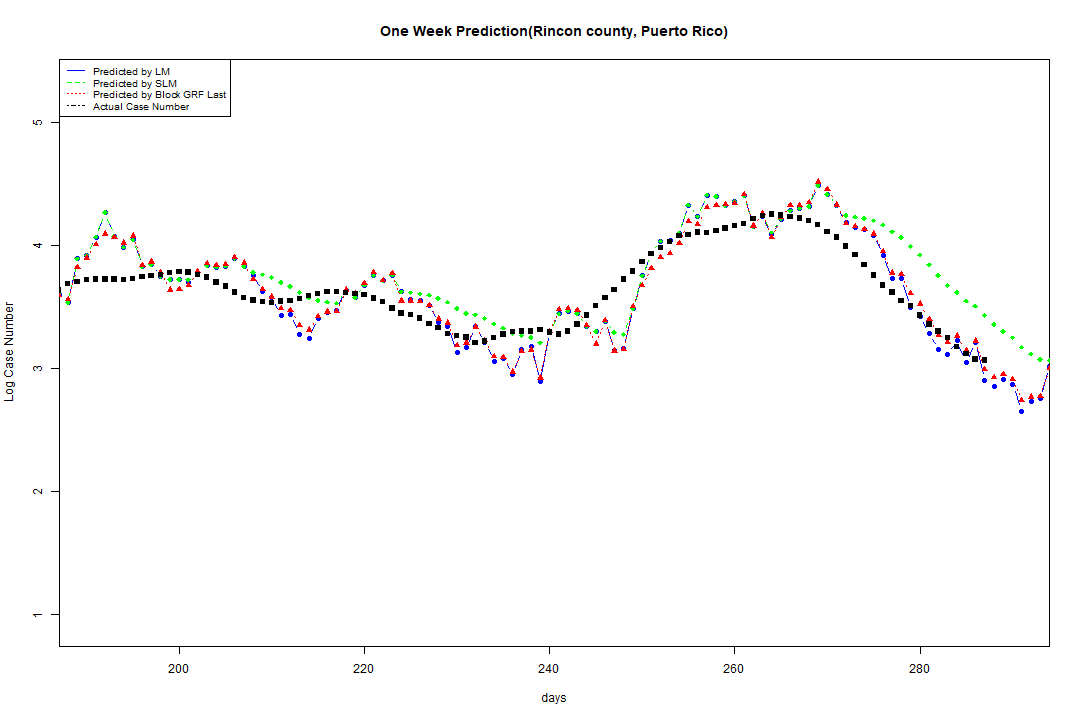 One Week Prediction(Rincon county, Puerto Rico)
Predicted by LM
Predicted by SLM
Predicted by Block GRF Last
Actual Case Number
5
4
3
2
1
Log Case Number
200 220 240 260 280
days